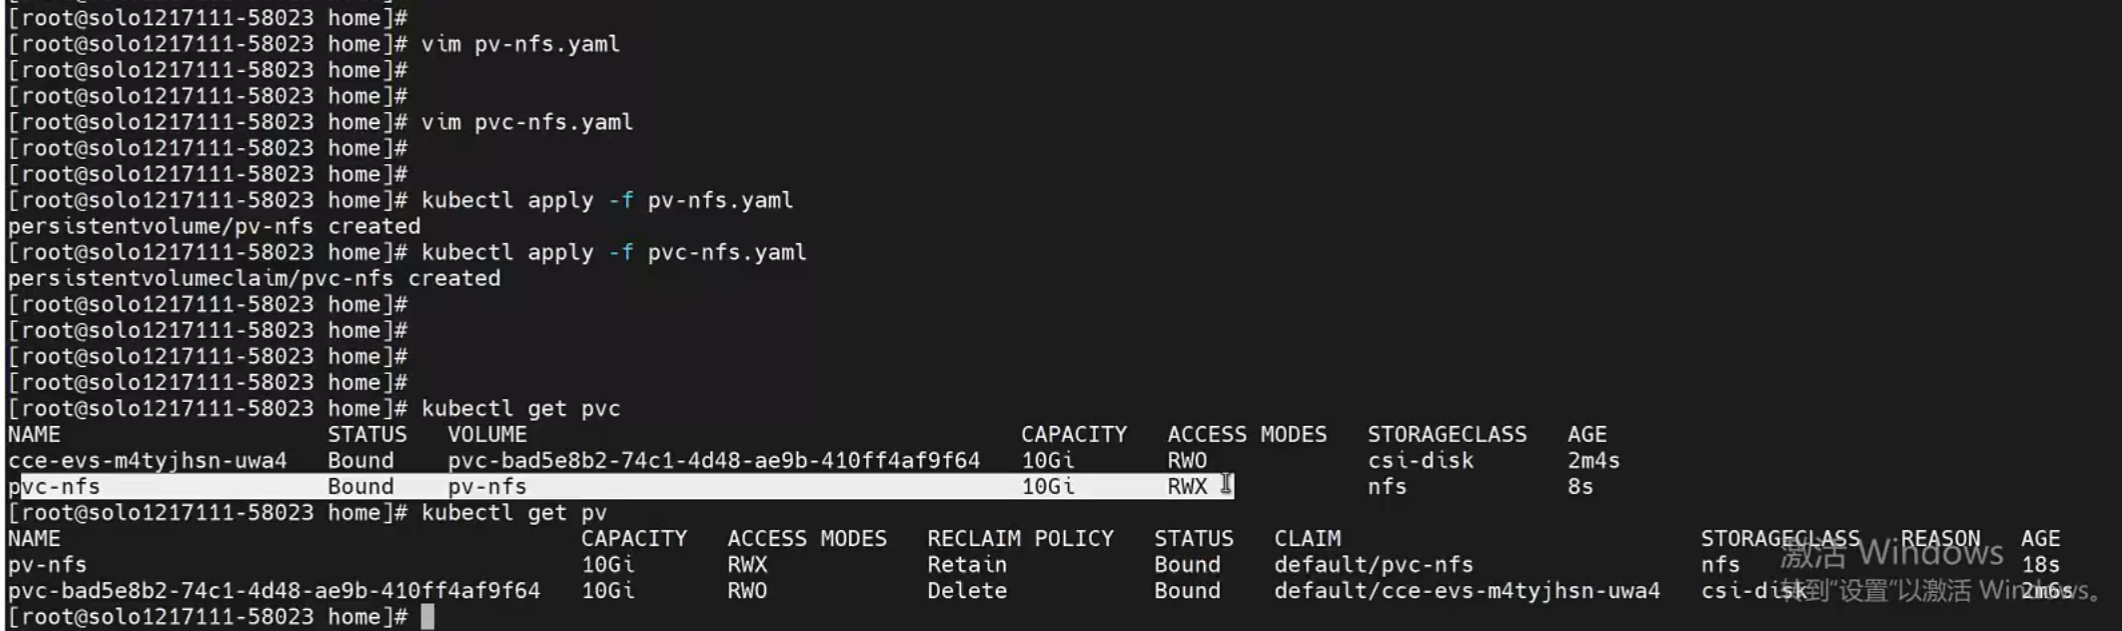 [root@solo1217111-58023 home]#
[root@solo1217111-58023 home]# vim pv-nfs.yaml
[root@solo1217111-58023 home]#
[root@solo1217111-58023 home]#
[root@solo1217111-58023 home]# vim pvc-nfs.yaml
[root@solo1217111-58023 home]#
[root@solo1217111-58023 home]#
[root@solo1217111-58023 home]# kubectl apply -f pv-nfs.yaml
persistentvolume/pv-nfs created
[root@solo1217111-58023 home]# kubectl apply -f pvc-nfs.yaml
persistentvolumeclaim/pvc-nfs created
[root@solo1217111-58023 home]#
[root@solo1217111-58023 home]#
[root@solo1217111-58023 home]#
[root@solo1217111-58023 home]#
[root@solo1217111-58023 home]# kubectl get pvc
NAME STATUS VOLUME CAPACITY ACCESS MODES STORAGECLASS AGE
cce-evs-m4tyjhsn-uwa4 Bound pvc-bad5e8b2-74c1-4d48-ae9b-410ff4af9f64 10Gi RWO csi-disk 2m4s
pvc-nfs Bound pv-nfs 10Gi RWX nfs 8s
[root@solo1217111-58023 home]# kubectl get pv
NAME CAPACITY ACCESS MODES RECLAIM POLICY STATUS CLAIM STORAGECLASS REASON AGE
pv-nfs 10Gi RWX Retain Bound default/pvc-nfs nfs 18s
pvc-bad5e8b2-74c1-4d48-ae9b-410ff4af9f64 10Gi RWO Delete Bound default/cce-evs-m4tyjhsn-uwa4 csi-disk 2m6s
[root@solo1217111-58023 home]#
激活 Windows
转到"设置"以激活 Windows。